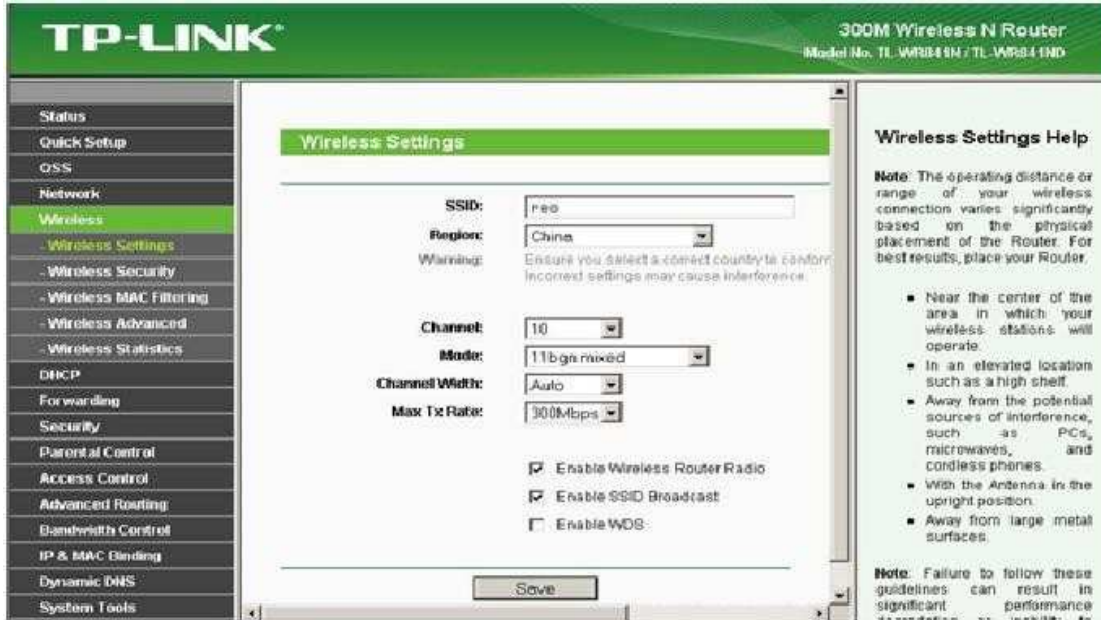 TP-LINK
300M Wireless N Router
Model No. TL-WR841N / TL-WR841ND
Status
Quick Setup
QSS
Network
Wireless
- Wireless Settings
- Wireless Security
- Wireless MAC Filtering
- Wireless Advanced
- Wireless Statistics
DHCP
Forwarding
Security
Parental Control
Access Control
Advanced Routing
Bandwidth Control
IP & MAC Binding
Dynamic DNS
System Tools
Wireless Settings
SSID:
reo
Region:
China
Warning:
Ensure you select a correct country to conform
Incorrect settings may cause interference.
Channel:
10
Mode:
11bgn mixed
Channel Width:
Auto
Max Tx Rate:
300Mbps
Enable Wireless Router Radio
Enable SSID Broadcast
Enable WDS
Save
Wireless Settings Help
Note: The operating distance or
range of your wireless
connection varies significantly
based on the physical
placement of the Router. For
best results, place your Router.
Near the center of the
area in which your
wireless stations will
operate.
In an elevated location
such as a high shelf.
Away from the potential
sources of interference,
such as PCs,
microwaves, and
cordless phones.
With the Antenna in the
upright position.
Away from large metal
surfaces.
Note: Failure to follow these
guidelines can result in
significant performance
degradation or inability to